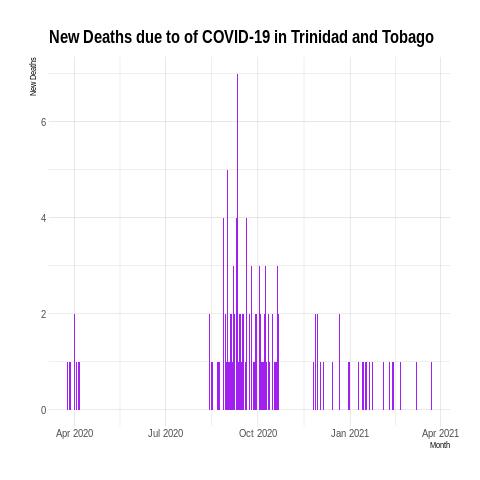 New Deaths due to of COVID-19 in Trinidad and Tobago
New Deaths
6
4
2
0
Apr 2020
Jul 2020
Oct 2020
Jan 2021
Apr 2021
Month